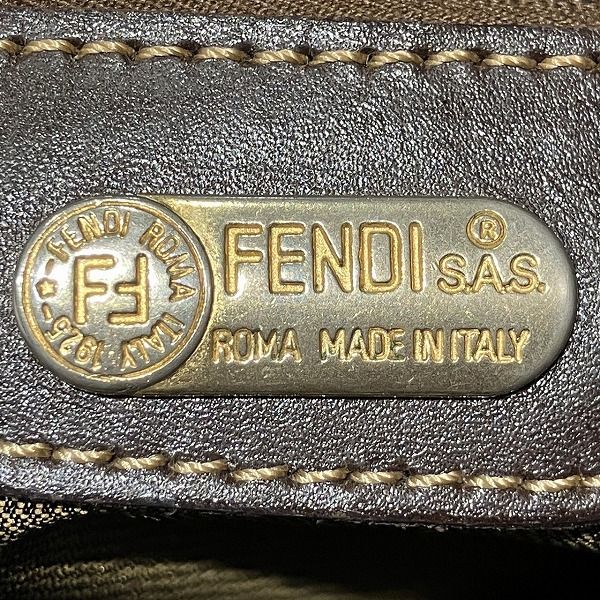 FENDI ROMA ITALY 1925
FF
FENDI ® S.A.S.
ROMA MADE IN ITALY